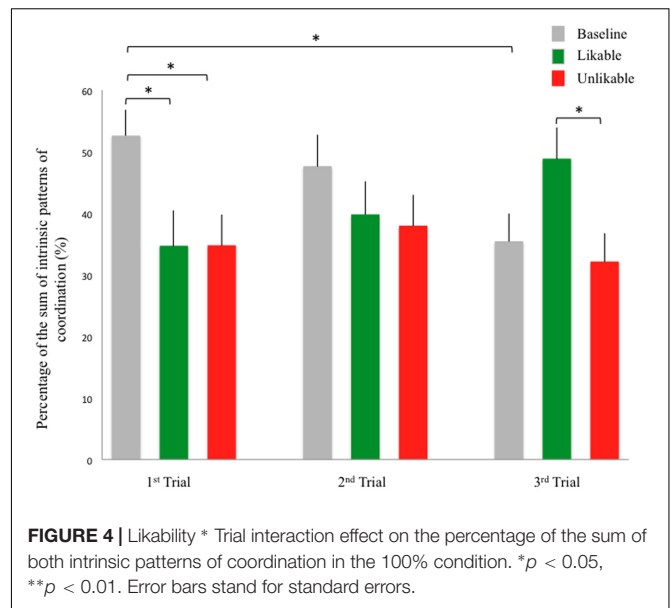 *
Baseline
Likable
Unlikable
*
*
*
Percentage of the sum of intrinsic patterns of
coordination (%)
60
50
40
30
20
10
0
1st Trial
2nd Trial
3rd Trial
FIGURE 4 | Likability * Trial interaction effect on the percentage of the sum of
both intrinsic patterns of coordination in the 100% condition. *p < 0.05,
**p < 0.01. Error bars stand for standard errors.